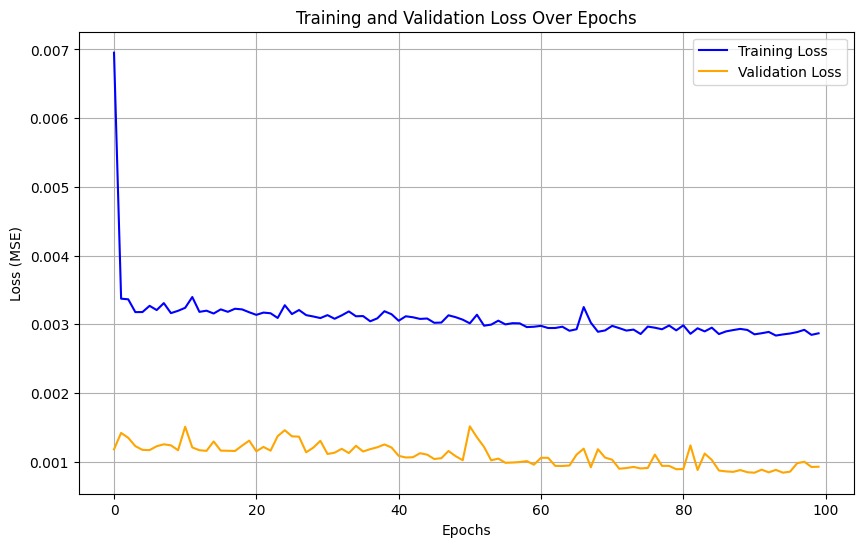 Training and Validation Loss Over Epochs
Training Loss
Validation Loss
Loss (MSE)
0.007
0.006
0.005
0.004
0.003
0.002
0.001
0 20 40 60 80 100
Epochs